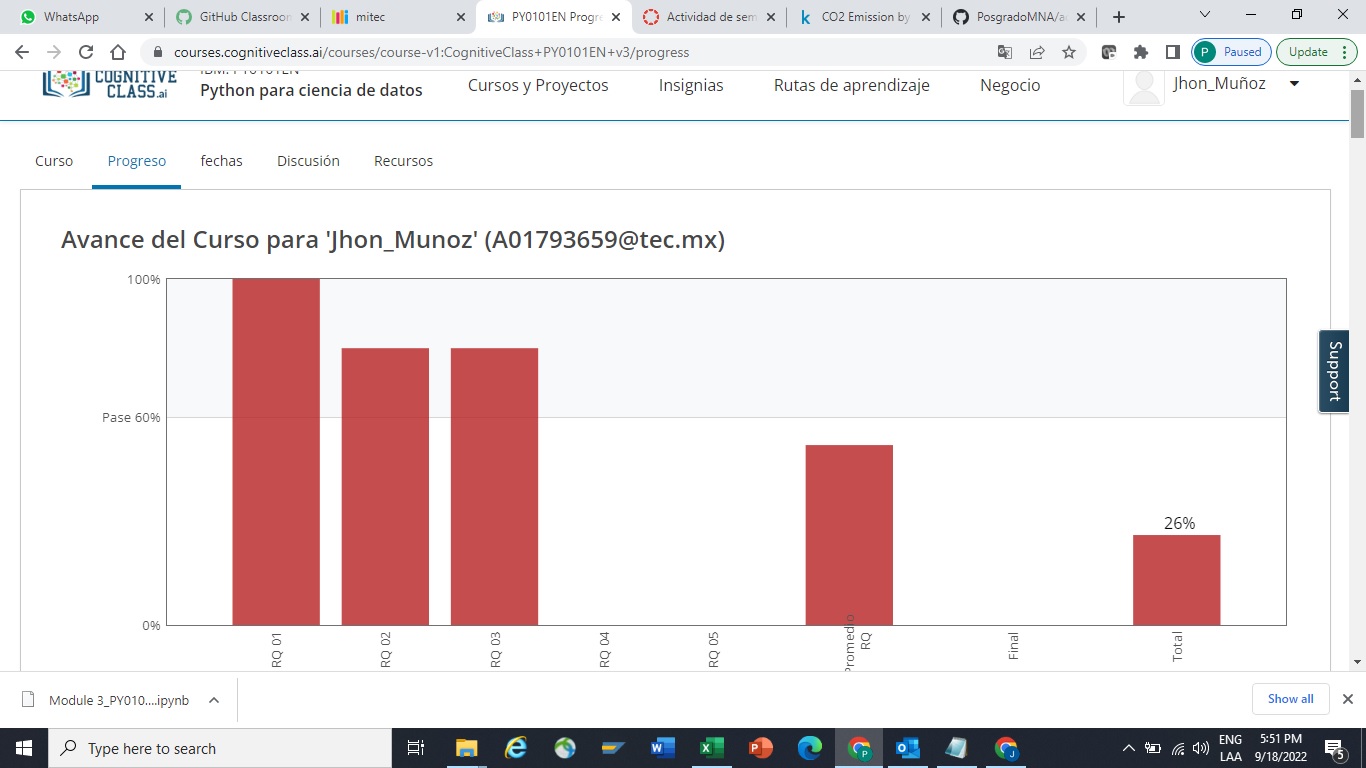 WhatsApp
GitHub Classroom
mitec
PY0101EN Progre
Actividad de sem
CO2 Emission by
PosgradoMNA/ac
courses.cognitiveclass.ai/courses/course-v1:CognitiveClass+PY0101EN+v3/progress
P Paused
Update
COGNITIVE
CLASS.ai
IBM: PY0101EN
Python para ciencia de datos
Cursos y Proyectos
Insignias
Rutas de aprendizaje
Negocio
Jhon_Muñoz
Curso
Progreso
fechas
Discusión
Recursos
Avance del Curso para 'Jhon_Munoz' (A01793659@tec.mx)
100%
Pase 60%
0%
26%
RQ 01
RQ 02
RQ 03
RQ 04
RQ 05
Promedio
RQ
Final
Total
Support
Module 3_PY010....ipynb
Show all
Type here to search
ENG
LAA
5:51 PM
9/18/2022
5